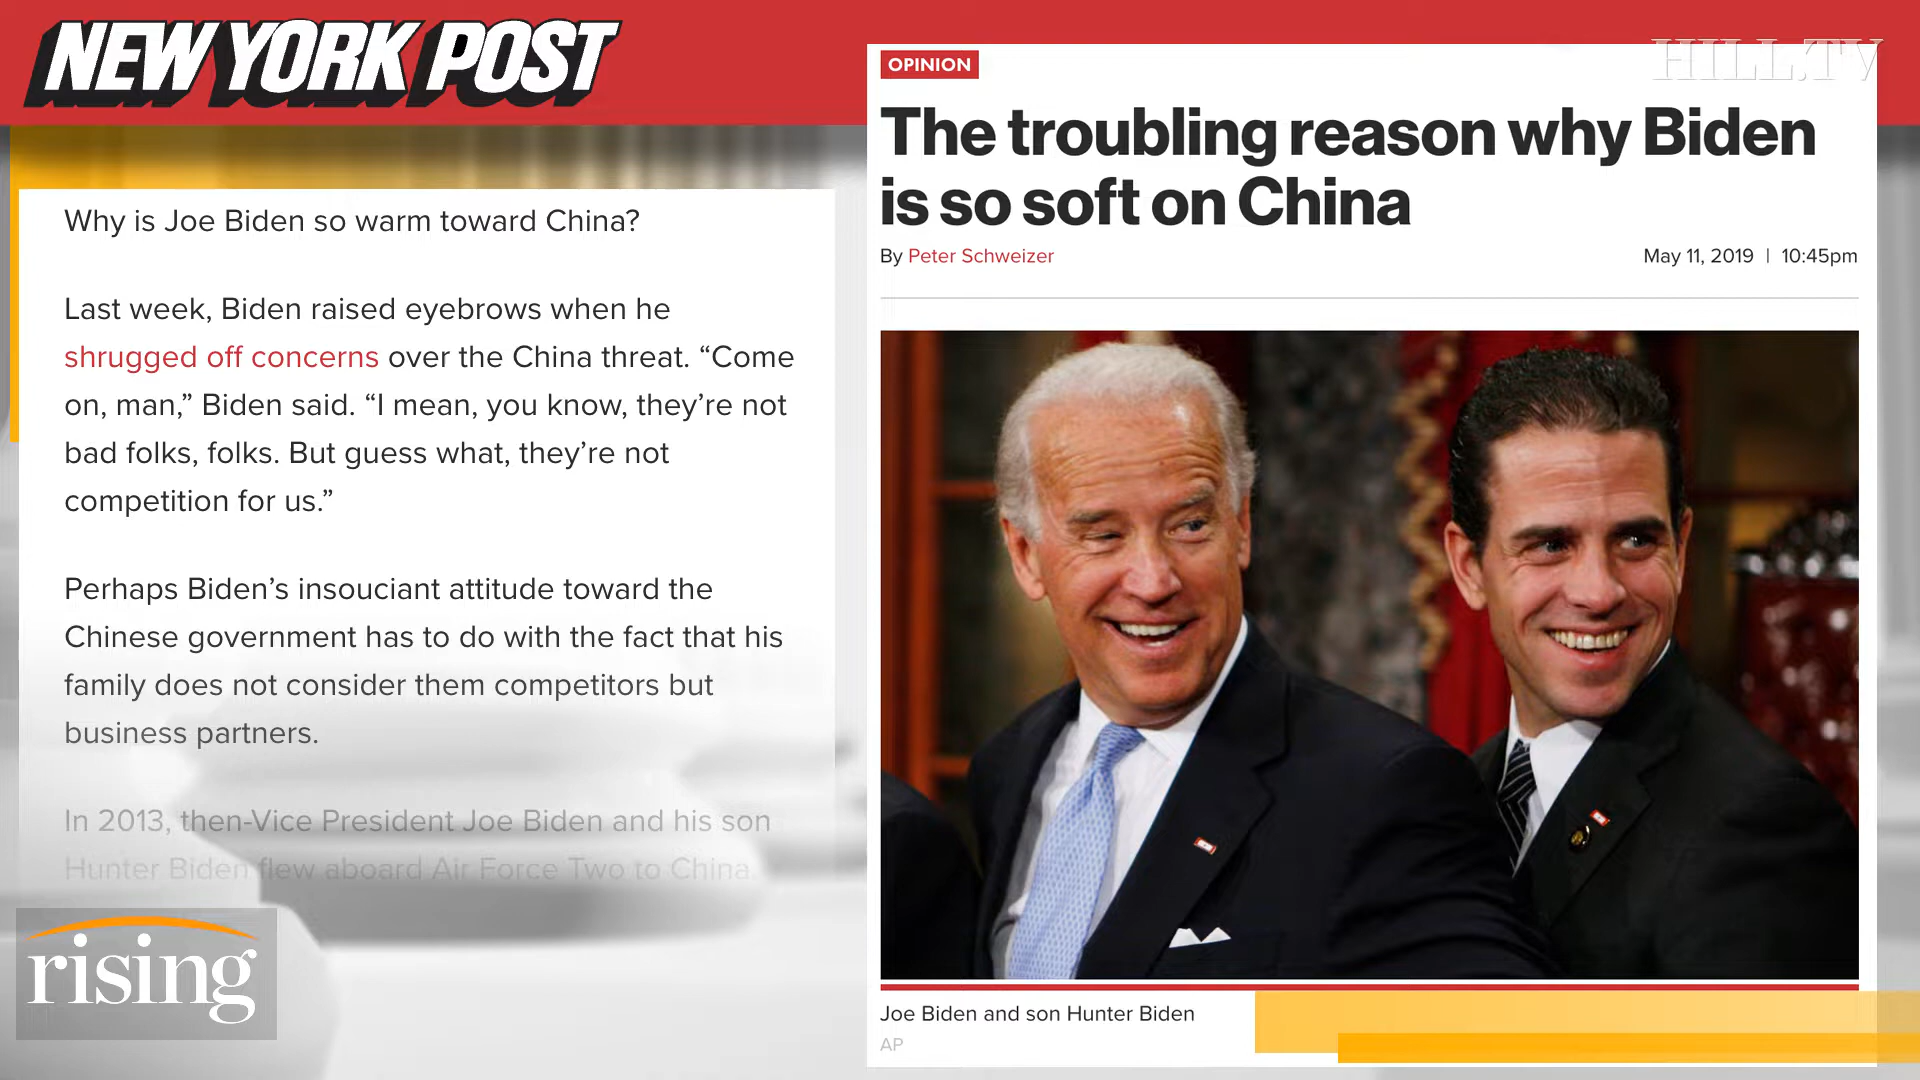 NEW YORK POST
HILL.TV
OPINION
The troubling reason why Biden
is so soft on China
By Peter Schweizer
May 11, 2019 | 10:45pm
Why is Joe Biden so warm toward China?
Last week, Biden raised eyebrows when he
shrugged off concerns over the China threat. “Come
on, man,” Biden said. “I mean, you know, they’re not
bad folks, folks. But guess what, they’re not
competition for us.”
Perhaps Biden’s insouciant attitude toward the
Chinese government has to do with the fact that his
family does not consider them competitors but
business partners.
In 2013, then-Vice President Joe Biden and his son
Hunter Biden flew aboard Air Force Two to China.
rising
Joe Biden and son Hunter Biden
AP